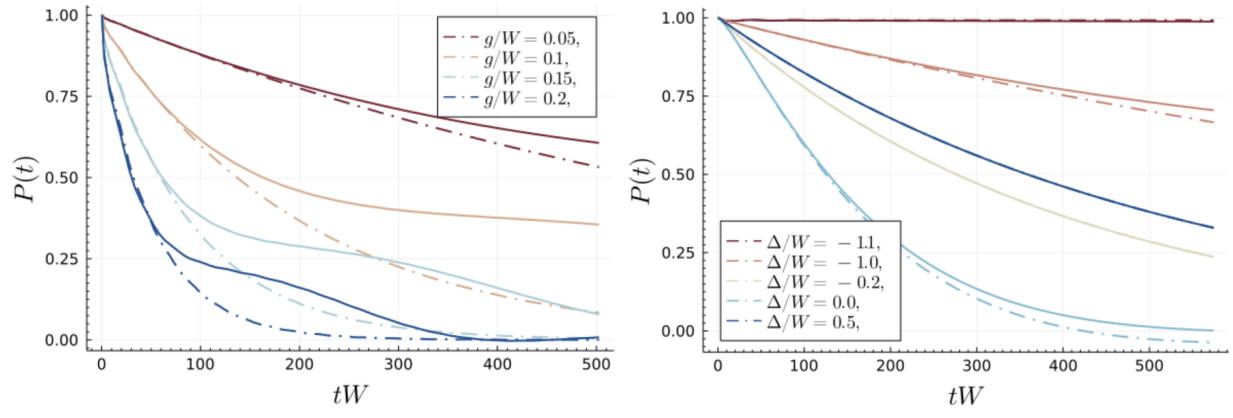 1.00
0.75
0.50
0.25
0.00
P(t)
g/W = 0.05,
g/W = 0.1,
g/W = 0.15,
g/W = 0.2,
0 100 200 300 400 500
tW
1.00
0.75
0.50
0.25
0.00
P(t)
Δ/W = −1.1,
Δ/W = −1.0,
Δ/W = −0.2,
Δ/W = 0.0,
Δ/W = 0.5,
0 100 200 300 400 500
tW